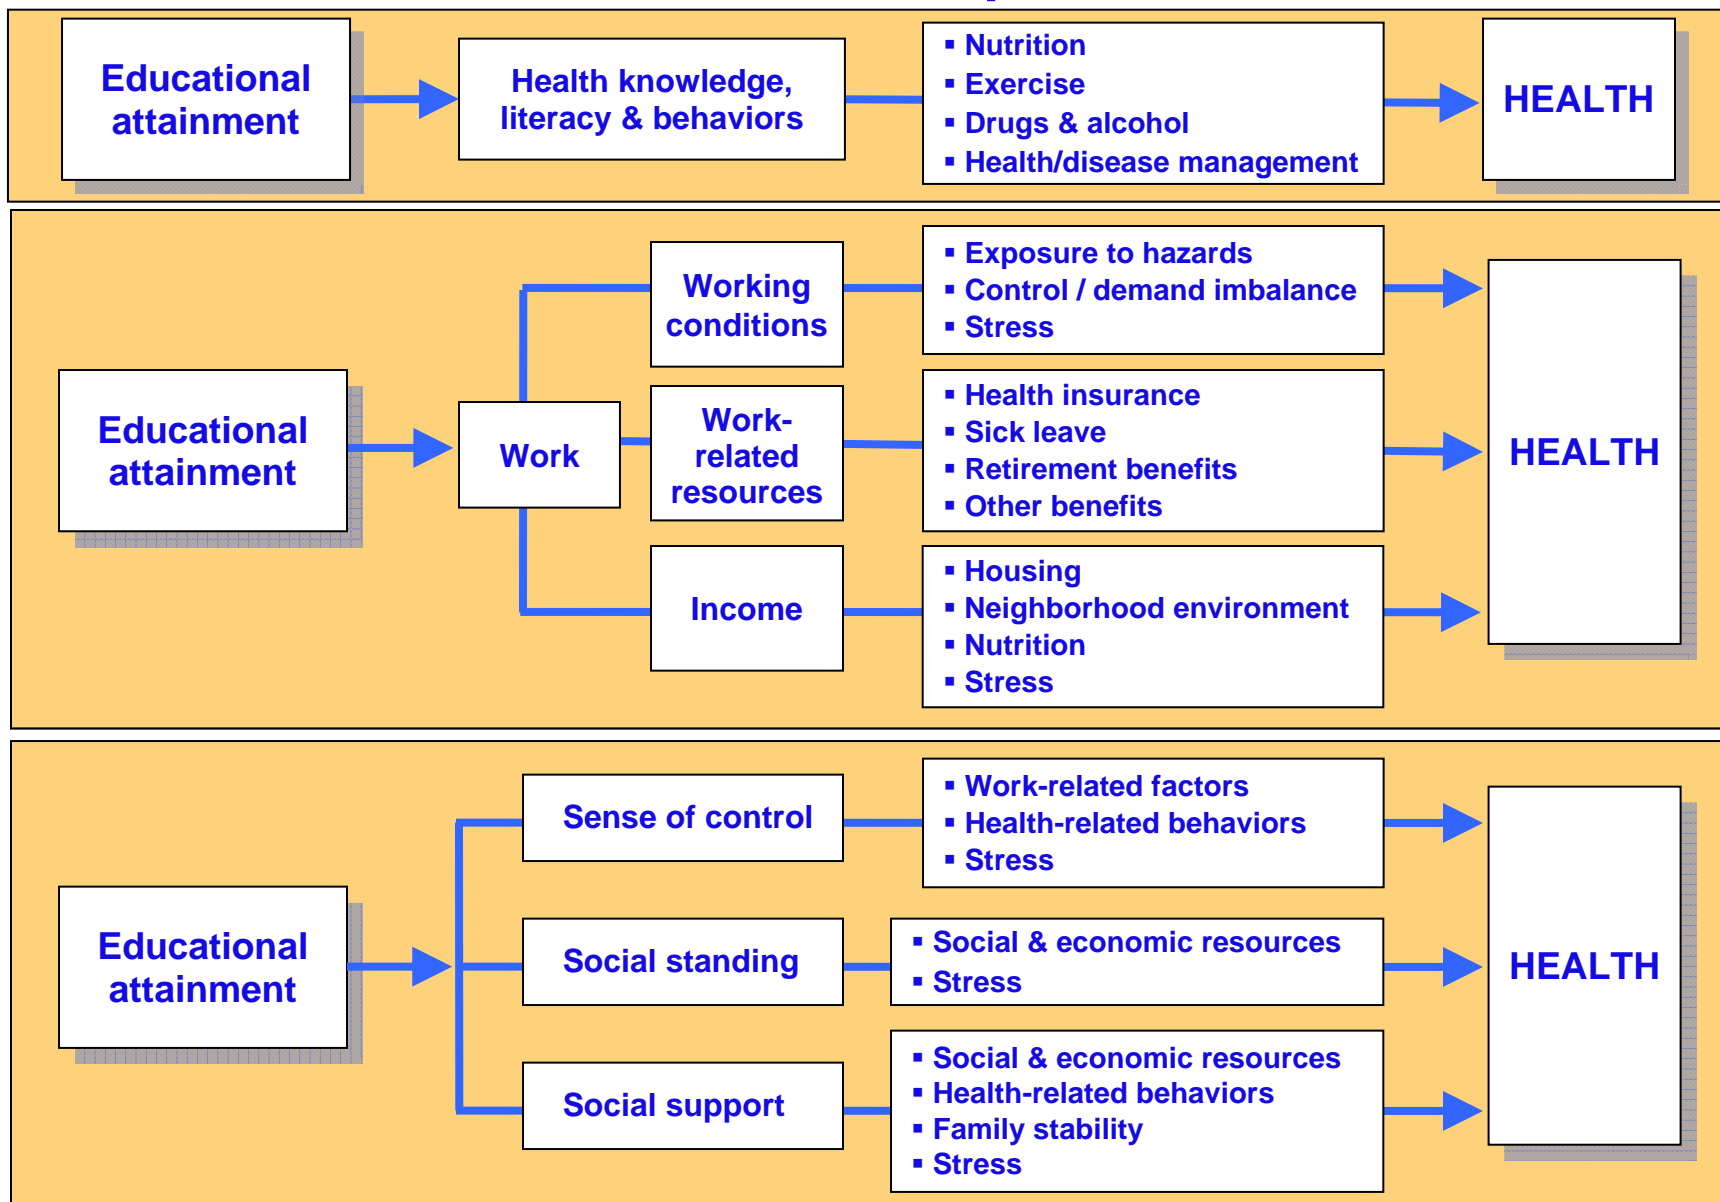 Educational
attainment
Health knowledge,
literacy & behaviors
▪ Nutrition
▪ Exercise
▪ Drugs & alcohol
▪ Health/disease management
HEALTH
Educational
attainment
Work
Working
conditions
▪ Exposure to hazards
▪ Control / demand imbalance
▪ Stress
Work-
related
resources
▪ Health insurance
▪ Sick leave
▪ Retirement benefits
▪ Other benefits
Income
▪ Housing
▪ Neighborhood environment
▪ Nutrition
▪ Stress
HEALTH
Educational
attainment
Sense of control
▪ Work-related factors
▪ Health-related behaviors
▪ Stress
Social standing
▪ Social & economic resources
▪ Stress
Social support
▪ Social & economic resources
▪ Health-related behaviors
▪ Family stability
▪ Stress
HEALTH